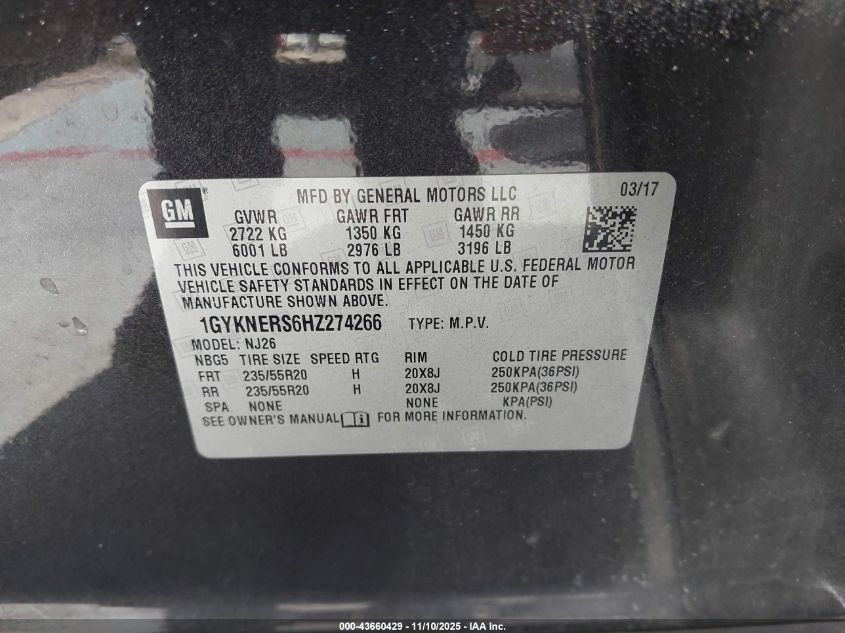 GM
MFD BY GENERAL MOTORS LLC 03/17
GVWR GAWR FRT GAWR RR
2722 KG 1350 KG 1450 KG
6001 LB 2976 LB 3196 LB
THIS VEHICLE CONFORMS TO ALL APPLICABLE U.S. FEDERAL MOTOR
VEHICLE SAFETY STANDARDS IN EFFECT ON THE DATE OF
MANUFACTURE SHOWN ABOVE.
1GYKNERS6HZ274266 TYPE: M.P.V.
MODEL: NJ26
NBG5 TIRE SIZE SPEED RTG RIM COLD TIRE PRESSURE
FRT 235/55R20 H 20X8J 250KPA(36PSI)
RR 235/55R20 H 20X8J 250KPA(36PSI)
SPA NONE NONE KPA(PSI)
SEE OWNER'S MANUAL FOR MORE INFORMATION.
000-43660429 - 11/10/2025 - IAA Inc.